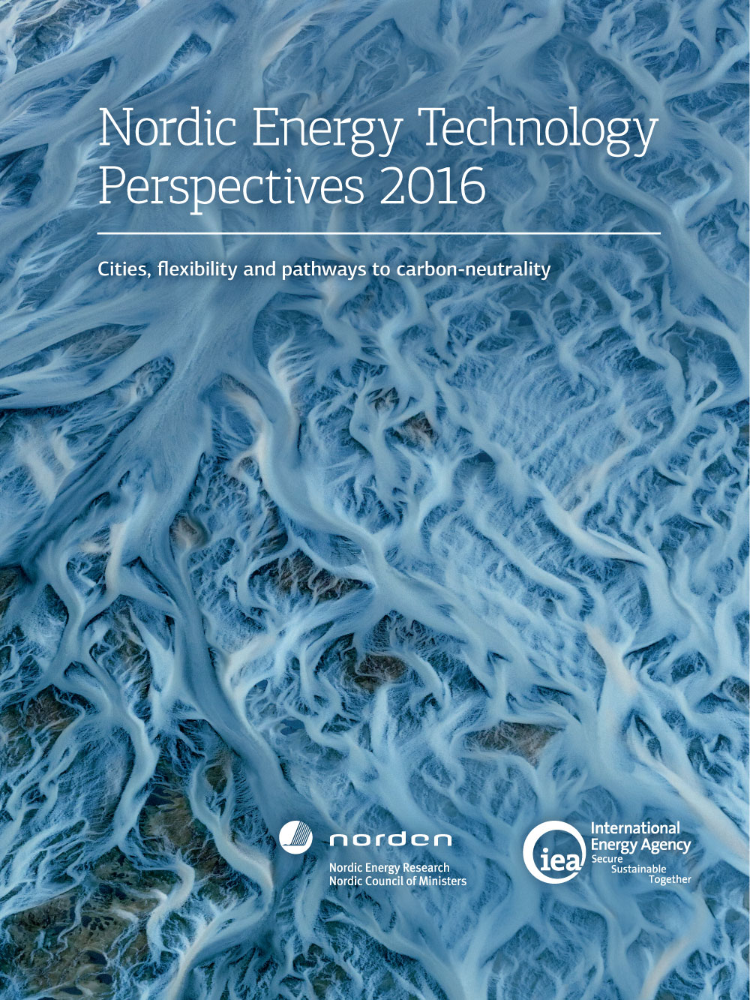 Nordic Energy Technology
Perspectives 2016
Cities, flexibility and pathways to carbon-neutrality
norden
Nordic Energy Research
Nordic Council of Ministers
iea
International
Energy Agency
Secure
Sustainable
Together